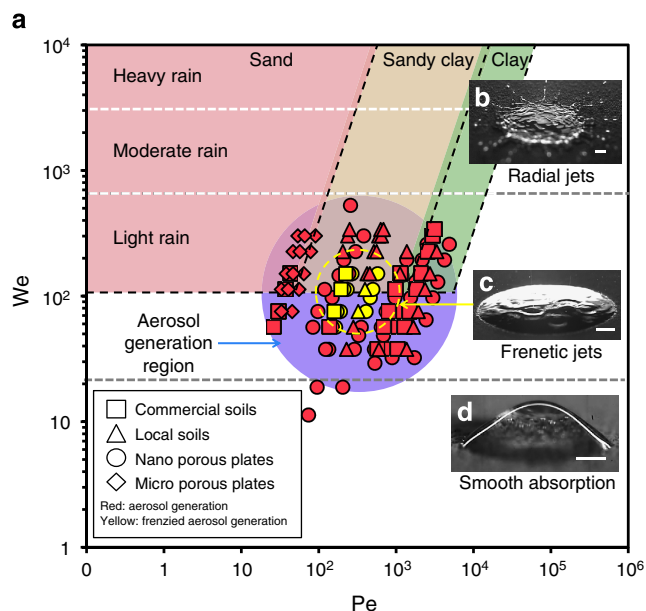 a
10⁴
10³
10²
10
1
We
Sand
Sandy clay
Clay
Heavy rain
Moderate rain
Light rain
Aerosol
generation
region
b
Radial jets
c
Frenetic jets
d
Smooth absorption
Commercial soils
Local soils
Nano porous plates
Micro porous plates
Red: aerosol generation
Yellow: frenzied aerosol generation
0
1
10
10²
10³
10⁴
10⁵
10⁶
Pe